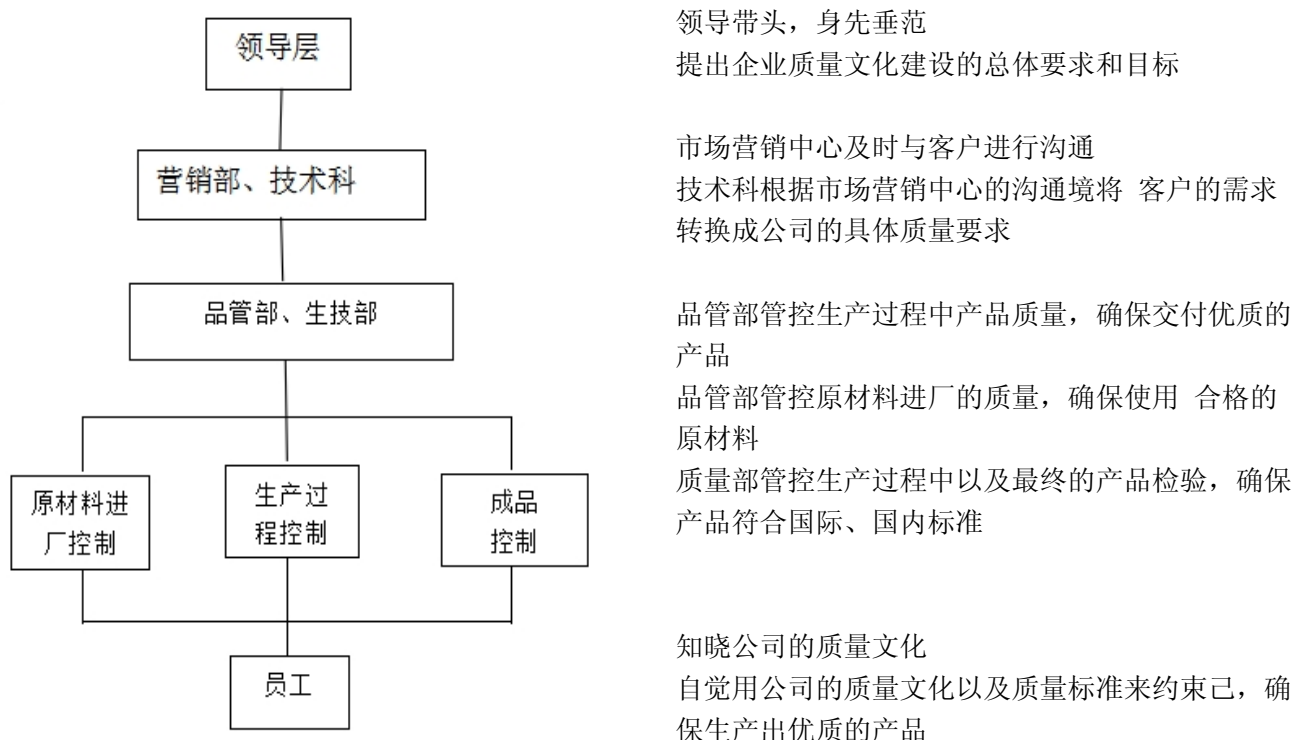 领导层
领导带头，身先垂范
提出企业质量文化建设的总体要求和目标
营销部、技术科
市场营销中心及时与客户进行沟通
技术科根据市场营销中心的沟通境将 客户的需求
转换成公司的具体质量要求
品管部、生技部
品管部管控生产过程中产品质量，确保交付优质的
产品
品管部管控原材料进厂的质量，确保使用 合格的
原材料
质量部管控生产过程中以及最终的产品检验，确保
产品符合国际、国内标准
原材料进
厂控制
生产过
程控制
成品
控制
员工
知晓公司的质量文化
自觉用公司的质量文化以及质量标准来约束己，确
保生产出优质的产品